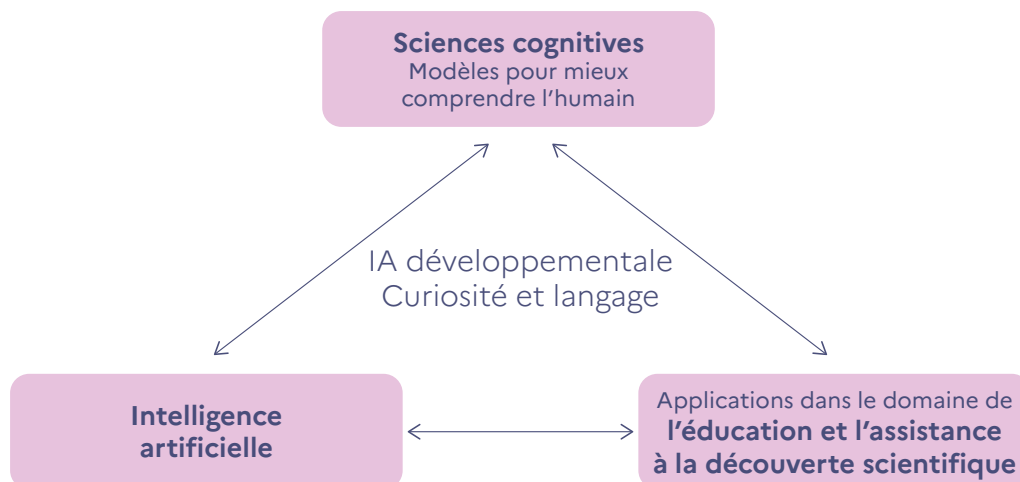 Sciences cognitives
Modèles pour mieux
comprendre l’humain
IA développementale
Curiosité et langage
Intelligence
artificielle
Applications dans le domaine de
l’éducation et l’assistance
à la découverte scientifique